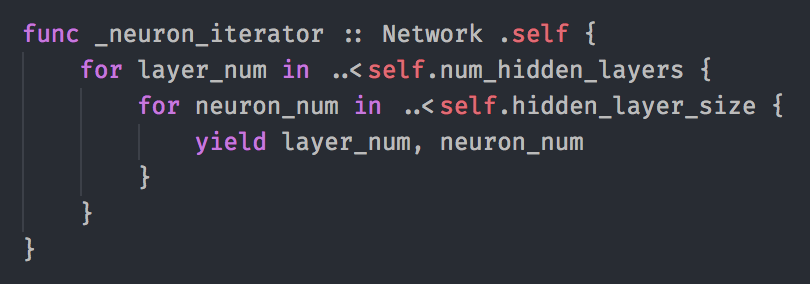 func _neuron_iterator :: Network .self {
    for layer_num in ..<self.num_hidden_layers {
        for neuron_num in ..<self.hidden_layer_size {
            yield layer_num, neuron_num
        }
    }
}